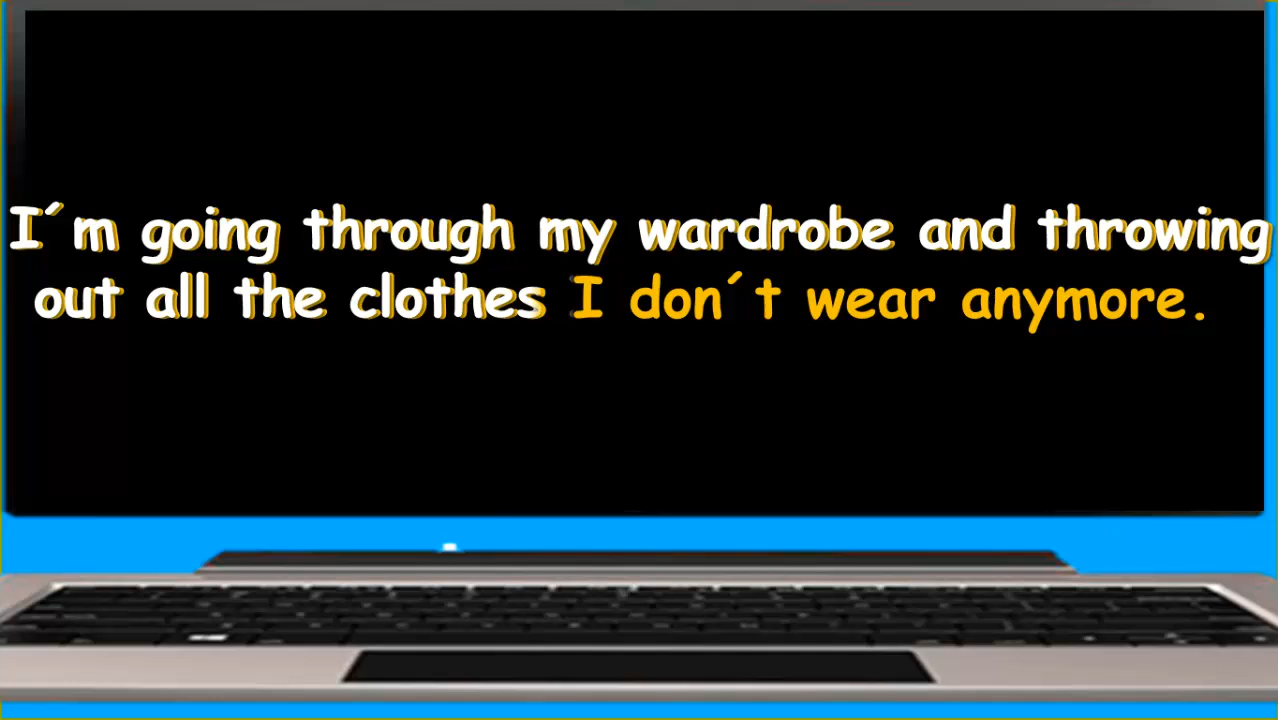 I´m going through my wardrobe and throwing
out all the clothes I don´t wear anymore.